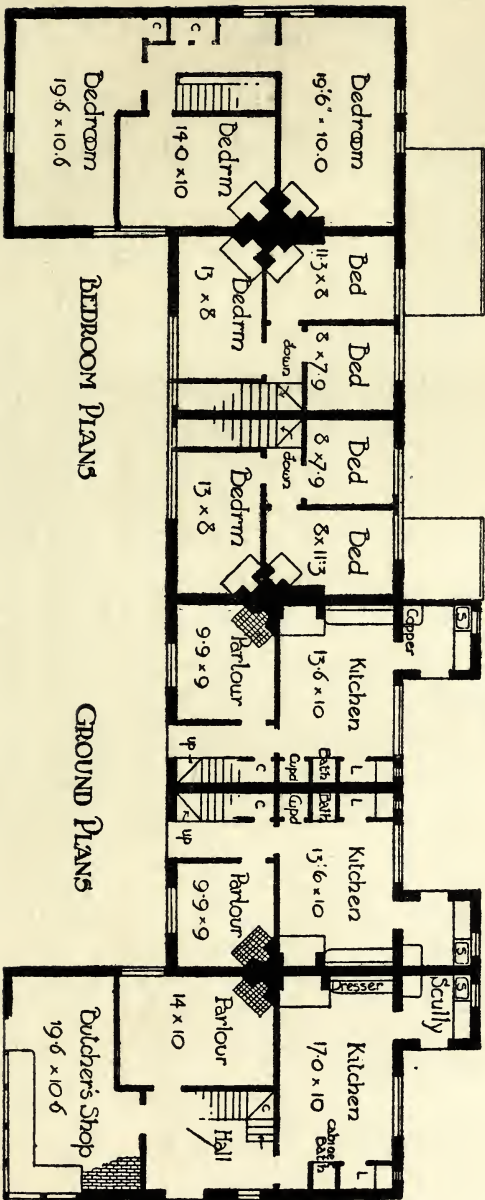 Bedroom
19'6" × 10.0
Bed
11·3 × 8
Bed
8 × 7·9
Bed
8 × 7·9
Bed
8 × 11·3
C
C
Bedrm
14·0 × 10
Bedrm
13 × 8
down
down
Bedrm
13 × 8
Bedroom
19·6 × 10.6
BEDROOM PLANS
S.
Copper
Kitchen
13·6 × 10
Bath
L
Cupd
C
Parlour
9·9 × 9
up
L
Bath
Cupd
C
up
Kitchen
13'6 × 10
Parlour
9·9 × 9
S
S
Scully
Dresser
Kitchen
17·0 × 10
Cabinet
Bath
L
Parlour
14 × 10
C
Hall
Butcher's Shop
19·6 × 10 6
GROUND PLANS